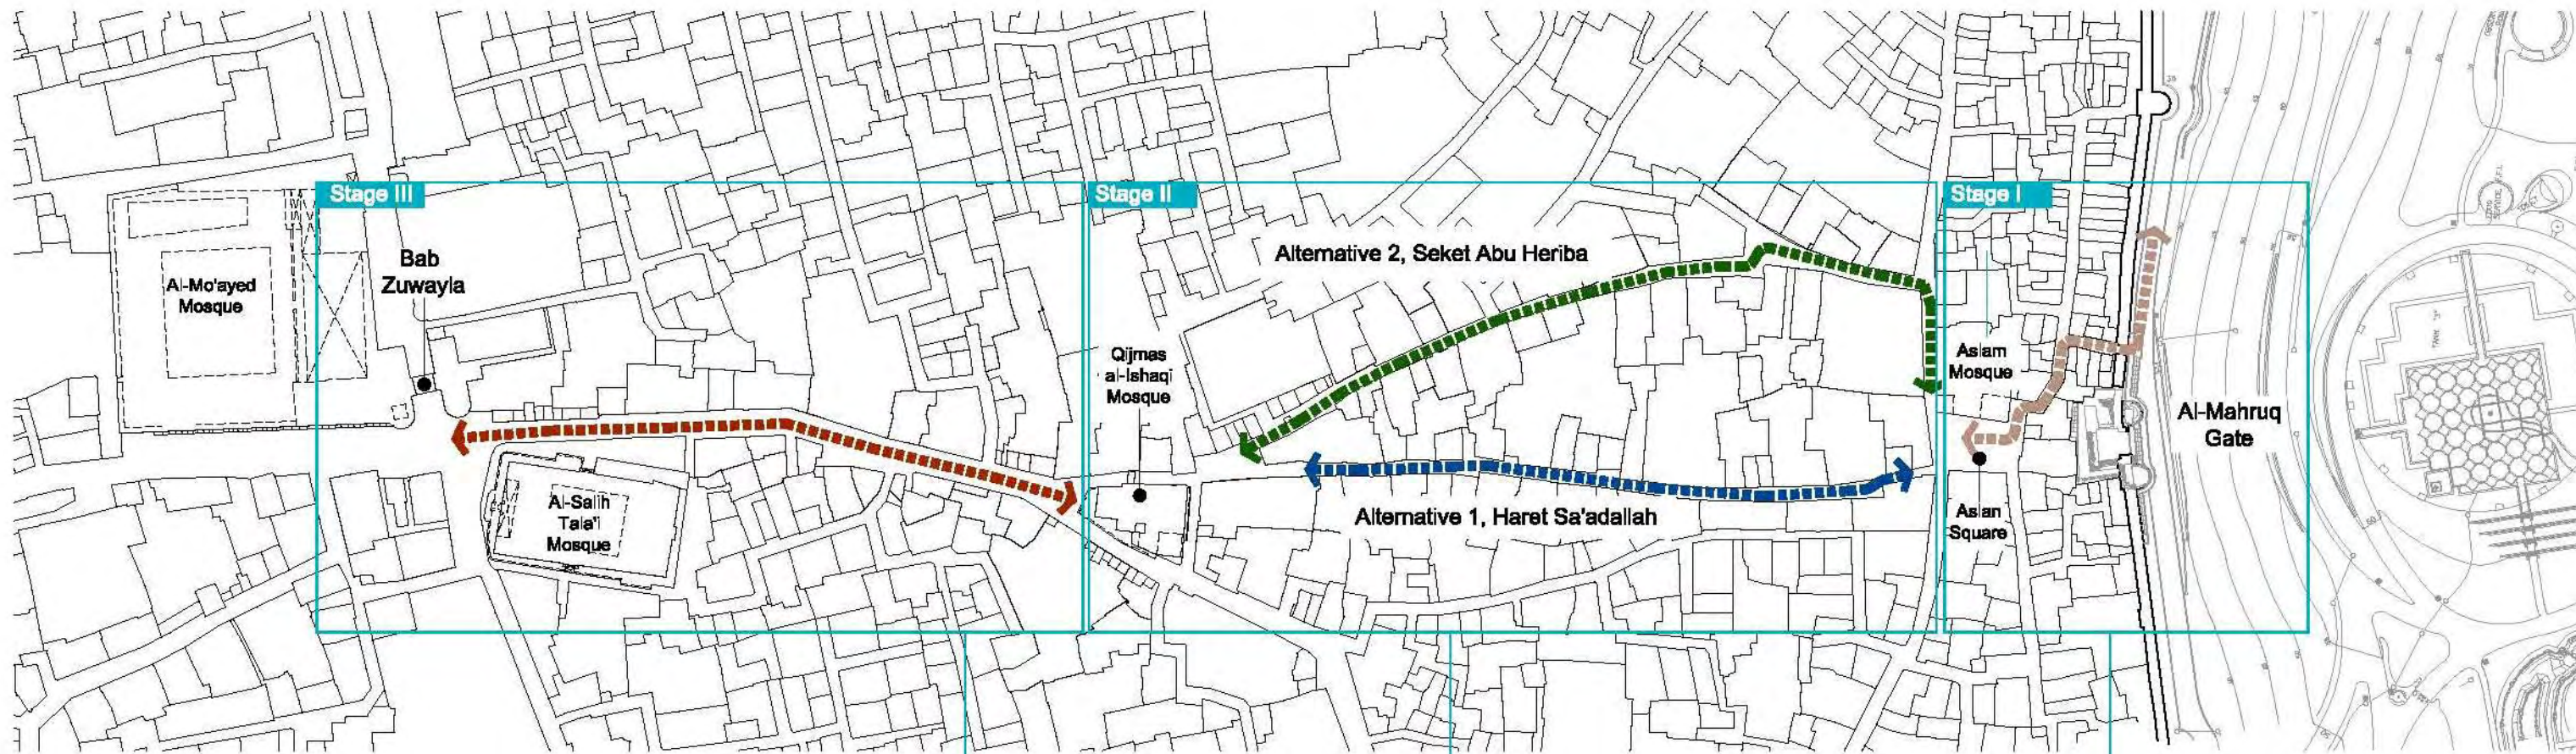 Stage III
Stage II
Stage I
Bab
Zuwayla
Alternative 2, Seket Abu Heriba
Al-Mo'ayed
Mosque
Qijmas
al-Ishaqi
Mosque
Aslam
Mosque
Al-Mahruq
Gate
Al-Salih
Tala'i
Mosque
Alternative 1, Haret Sa'adallah
Aslan
Square